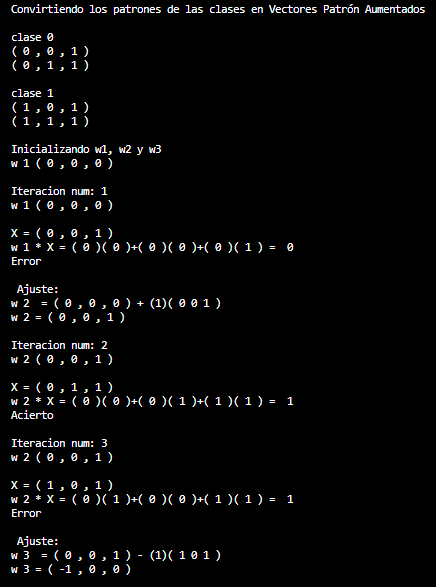 Convirtiendo los patrones de las clases en Vectores Patrón Aumentados
clase 0
( 0 , 0 , 1 )
( 0 , 1 , 1 )
clase 1
( 1 , 0 , 1 )
( 1 , 1 , 1 )
Inicializando w1, w2 y w3
w 1 ( 0 , 0 , 0 )
Iteracion num: 1
w 1 ( 0 , 0 , 0 )
X = ( 0 , 0 , 1 )
w 1 * X = ( 0 )( 0 )+( 0 )( 0 )+( 0 )( 1 ) =  0
Error
Ajuste:
w 2  = ( 0 , 0 , 0 ) + (1)( 0 0 1 )
w 2 = ( 0 , 0 , 1 )
Iteracion num: 2
w 2 ( 0 , 0 , 1 )
X = ( 0 , 1 , 1 )
w 2 * X = ( 0 )( 0 )+( 0 )( 1 )+( 1 )( 1 ) =  1
Acierto
Iteracion num: 3
w 2 ( 0 , 0 , 1 )
X = ( 1 , 0 , 1 )
w 2 * X = ( 0 )( 1 )+( 0 )( 0 )+( 1 )( 1 ) =  1
Error
Ajuste:
w 3  = ( 0 , 0 , 1 ) - (1)( 1 0 1 )
w 3 = ( -1 , 0 , 0 )